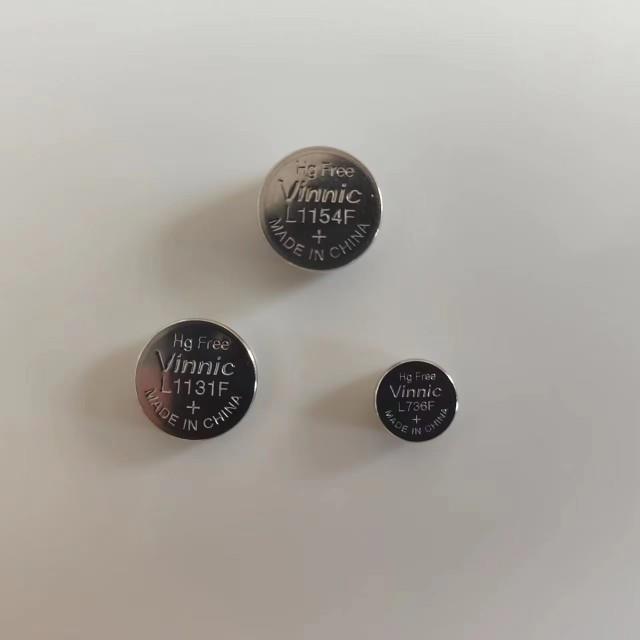 Hg Free
Vinnic
L1154F
+
MADE IN CHINA
Hg Free
Vinnic
L1131F
+
MADE IN CHINA
Hg Free
Vinnic
L736F
+
MADE IN CHINA